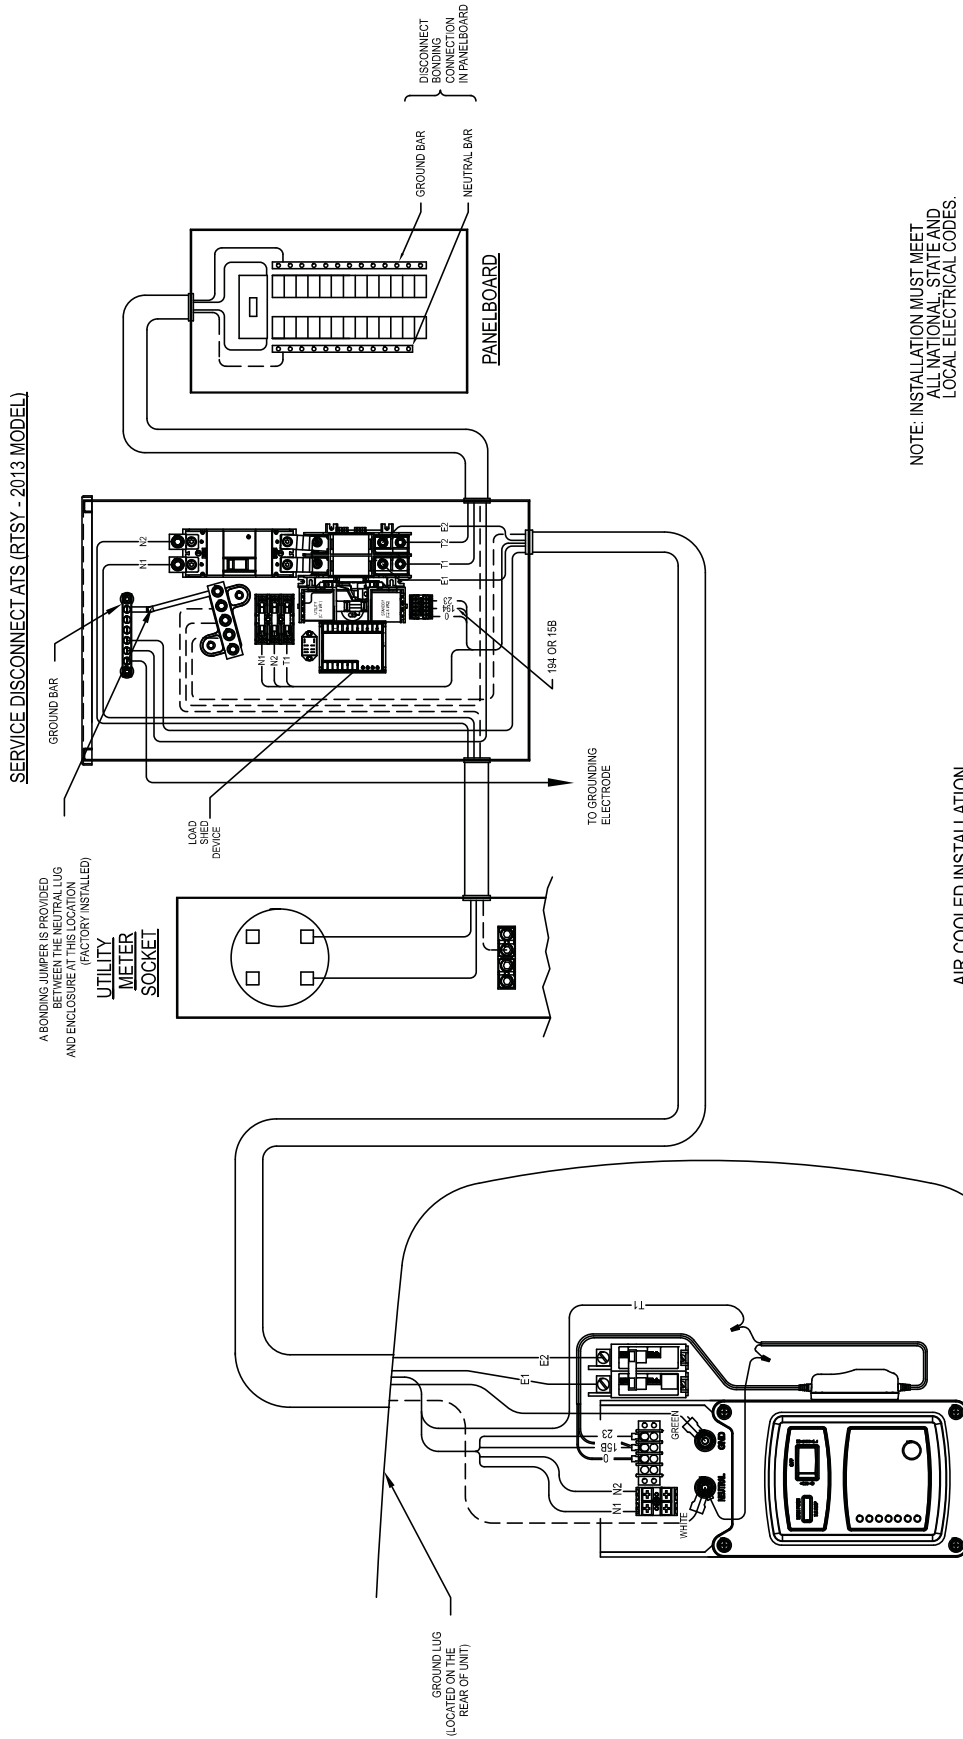 SERVICE DISCONNECT ATS (RTSY - 2013 MODEL)
GROUND BAR
A BONDING JUMPER IS PROVIDED
BETWEEN THE NEUTRAL LUG
AND ENCLOSURE AT THIS LOCATION
(FACTORY INSTALLED)
UTILITY
METER
SOCKET
LOAD
SHED
DEVICE
N1
N2
N1
N2
T1
E1
T1
T2
E2
0
194
23
194 OR 15B
TO GROUNDING
ELECTRODE
DISCONNECT
BONDING
CONNECTION
IN PANELBOARD
GROUND BAR
NEUTRAL BAR
PANELBOARD
GROUND LUG
(LOCATED ON THE
REAR OF UNIT)
E1
E2
T1
N1
N2
0
15B
23
WHITE
GREEN
NEUTRAL
GND
NOTE: INSTALLATION MUST MEET
ALL NATIONAL, STATE AND
LOCAL ELECTRICAL CODES.
AIR COOLED INSTALLATION